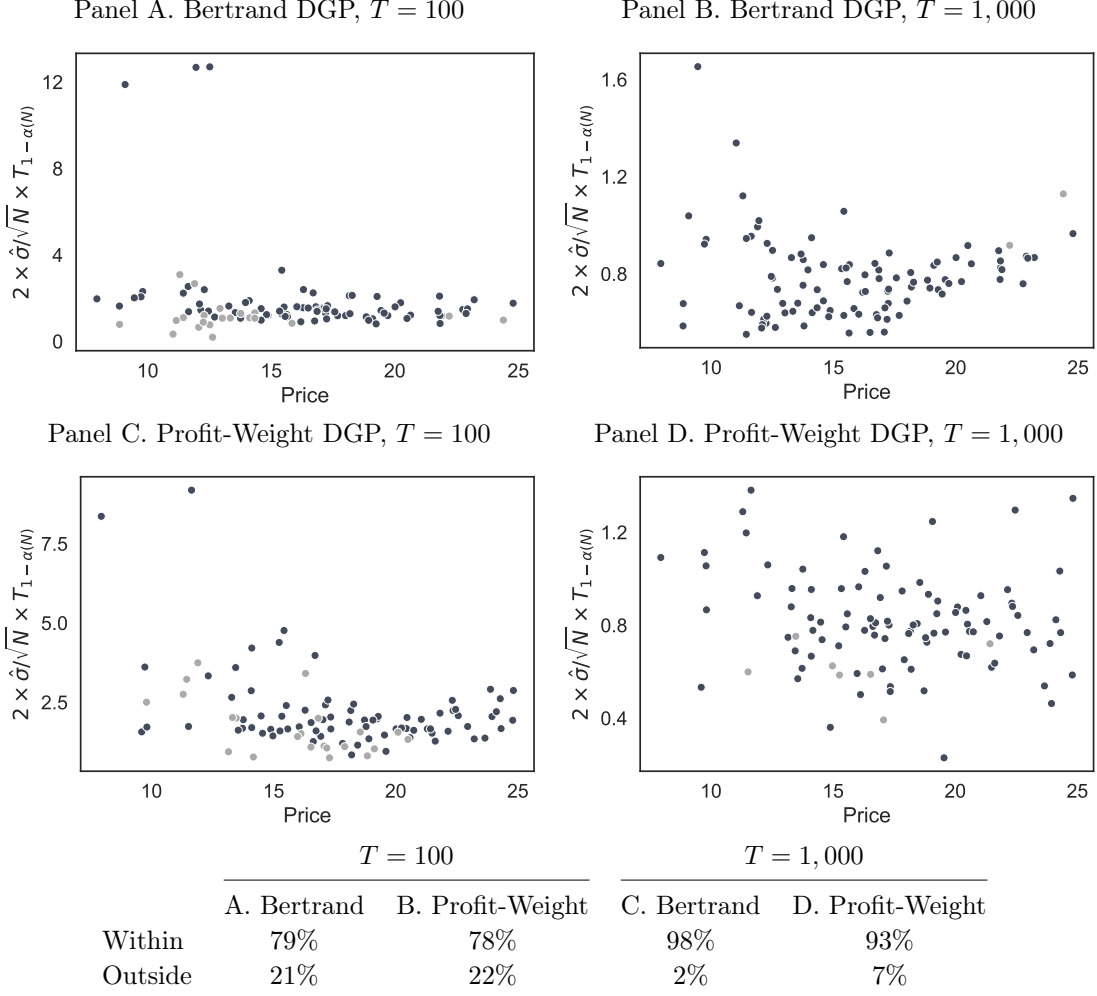 Panel A. Bertrand DGP, T = 100
Panel B. Bertrand DGP, T = 1,000
2 × σ̂/√N × T₁₋α(N)
12
8
4
0
10 15 20 25
Price
2 × σ̂/√N × T₁₋α(N)
1.6
1.2
0.8
10 15 20 25
Price
Panel C. Profit-Weight DGP, T = 100
Panel D. Profit-Weight DGP, T = 1,000
2 × σ̂/√N × T₁₋α(N)
7.5
5.0
2.5
10 15 20 25
Price
2 × σ̂/√N × T₁₋α(N)
1.2
0.8
0.4
10 15 20 25
Price
T = 100 T = 1,000
A. Bertrand B. Profit-Weight C. Bertrand D. Profit-Weight
Within 79% 78% 98% 93%
Outside 21% 22% 2% 7%